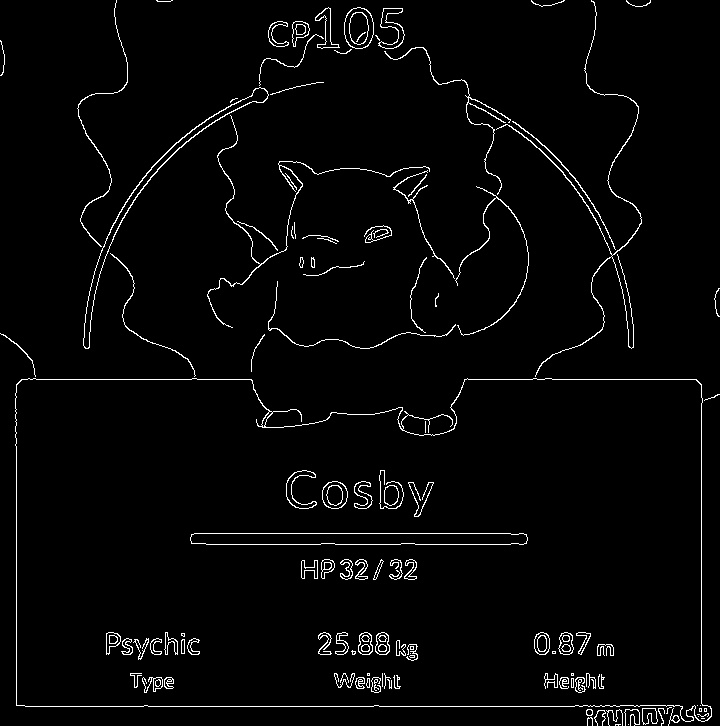 CP105
Cosby
HP 32 / 32
Psychic 25.88 kg 0.87 m
Type Weight Height
ifunny.co